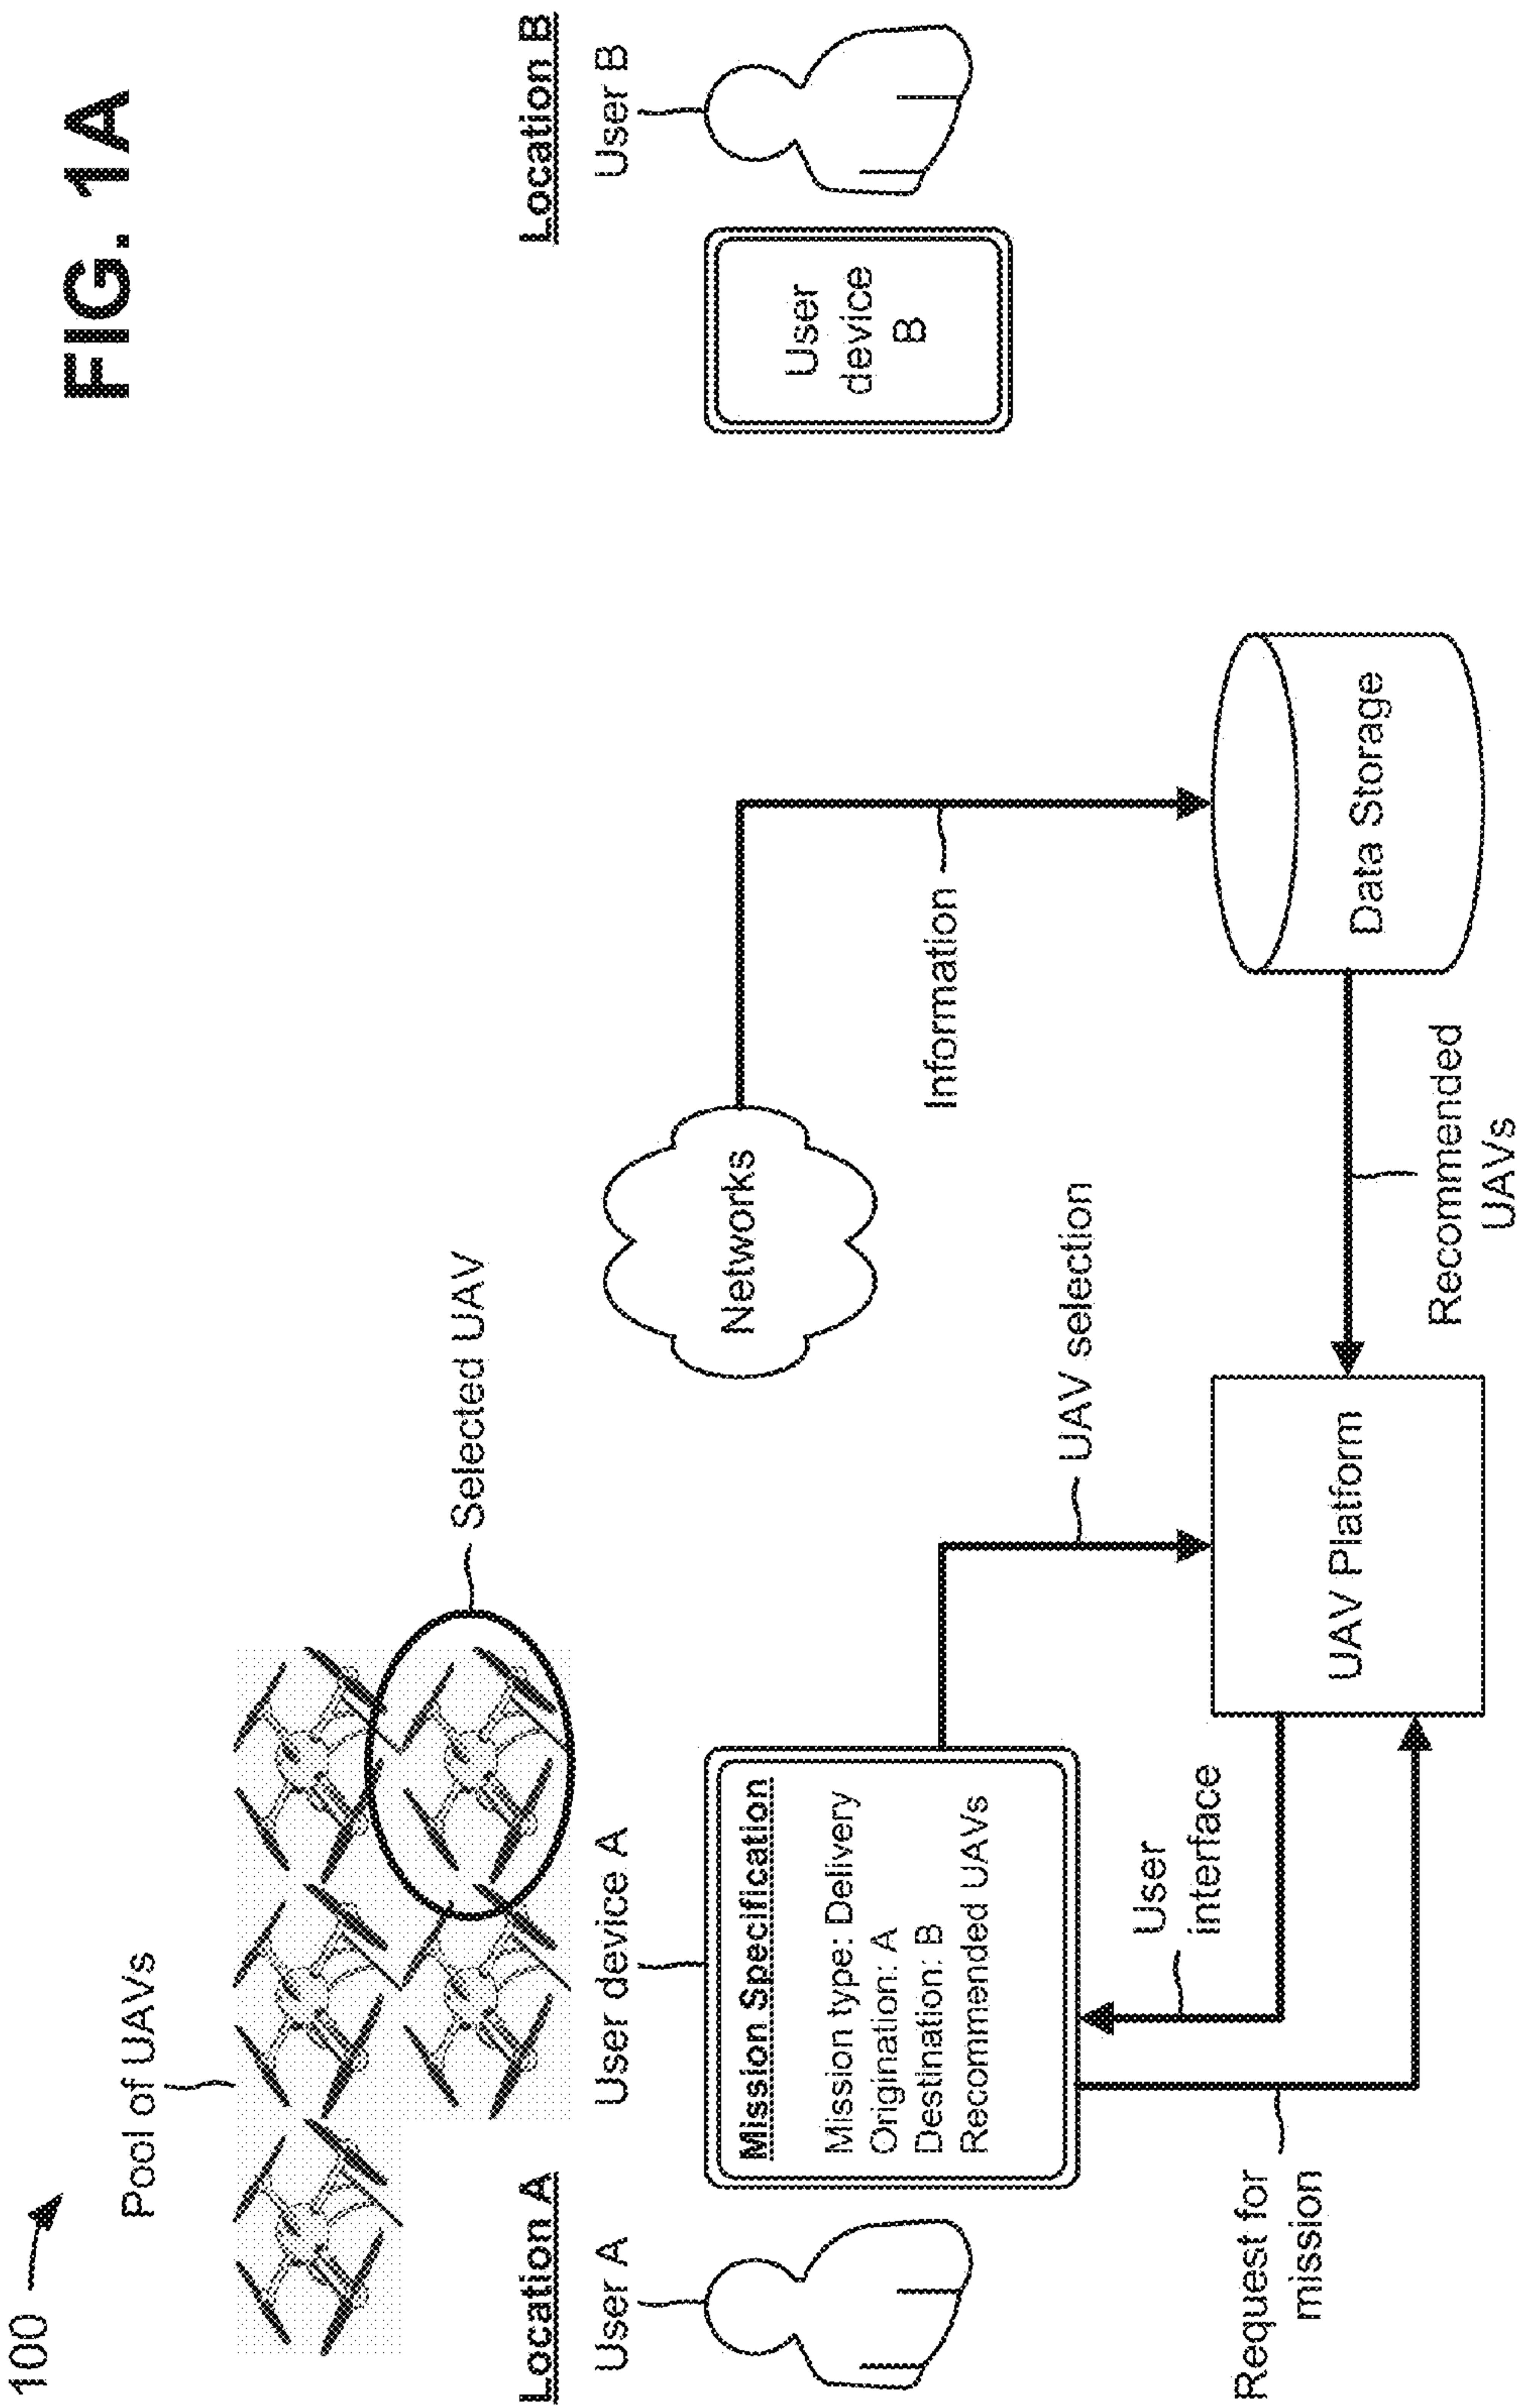 FIG. 1A
100
Pool of UAVs
Selected UAV
Location A
User A
User device A
Mission Specification
Mission type: Delivery
Origination: A
Destination: B
Recommended UAVs
Networks
Information
Location B
User B
User
device
B
UAV selection
User
interface
Request for
mission
UAV Platform
Recommended
UAVs
Data Storage